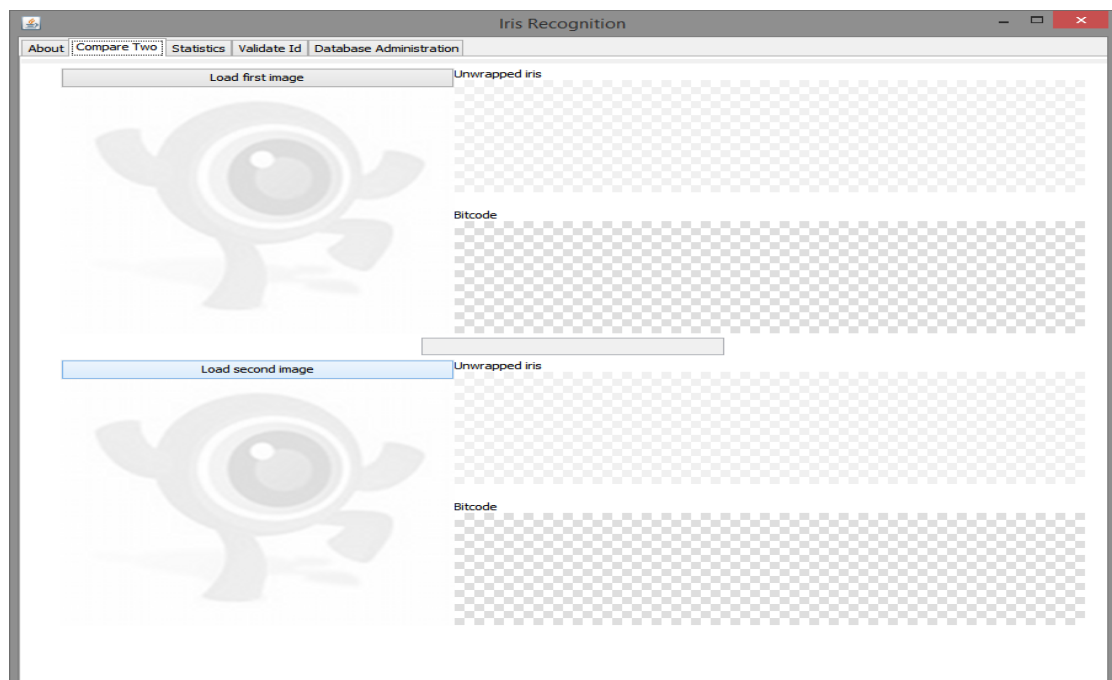 Iris Recognition
About Compare Two Statistics Validate Id Database Administration
Load first image
Unwrapped iris
Bitcode
Load second image
Unwrapped iris
Bitcode